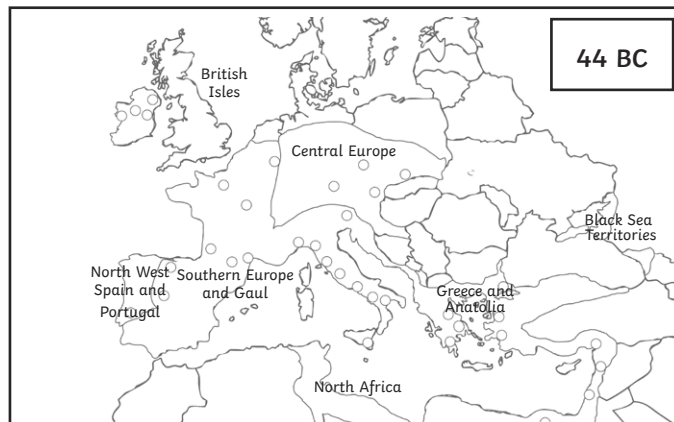 44 BC
British
Isles
Central Europe
Black Sea
Territories
North West
Spain and
Portugal
Southern Europe
and Gaul
Greece and
Anatolia
North Africa